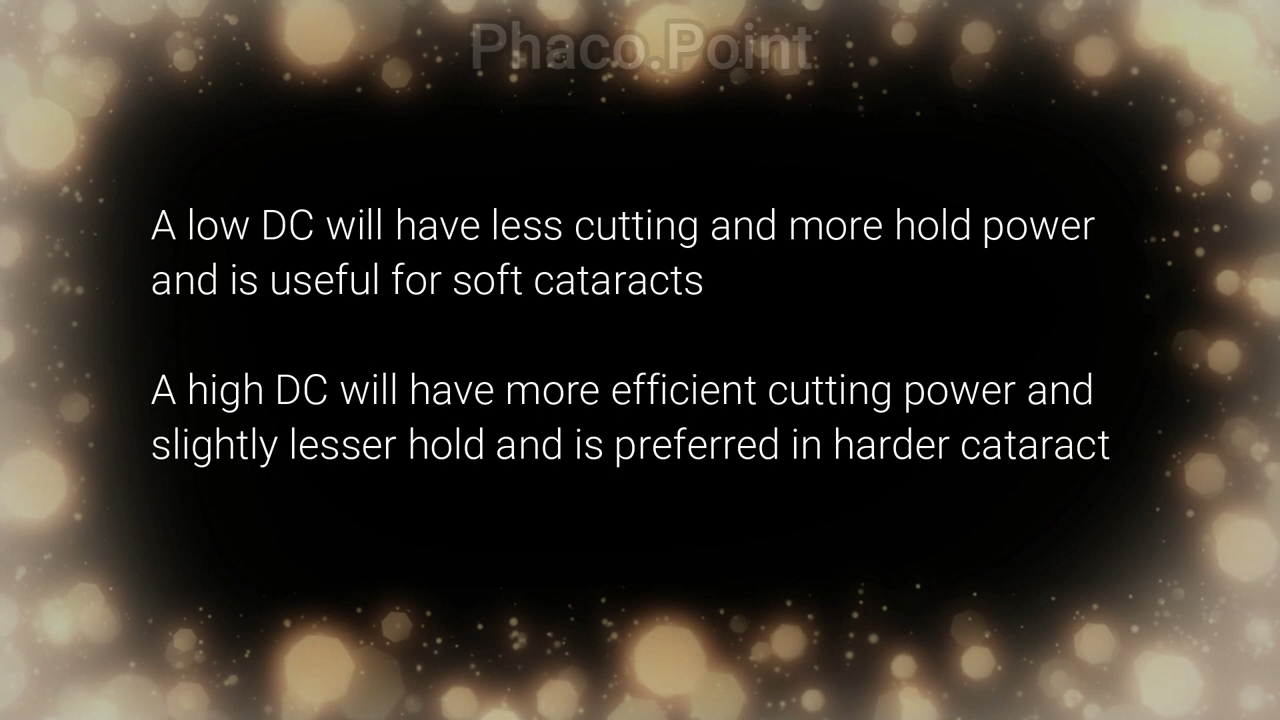 Phaco.Point
A low DC will have less cutting and more hold power
and is useful for soft cataracts
A high DC will have more efficient cutting power and
slightly lesser hold and is preferred in harder cataract